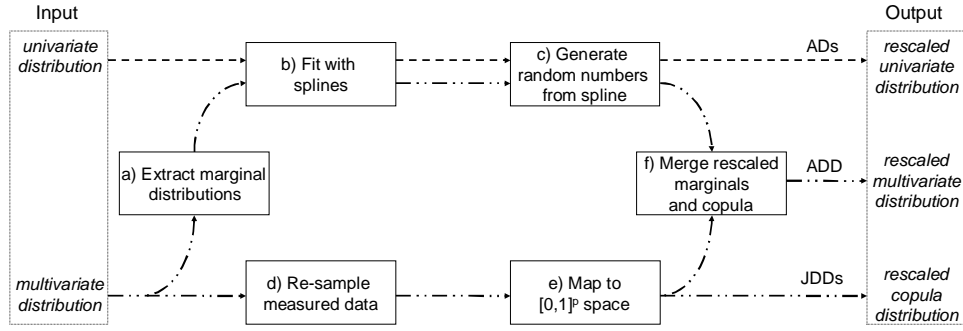 Input
Output
univariate
distribution
b) Fit with
splines
c) Generate
random numbers
from spline
ADs
rescaled
univariate
distribution
a) Extract marginal
distributions
f) Merge rescaled
marginals
and copula
ADD
rescaled
multivariate
distribution
multivariate
distribution
d) Re-sample
measured data
e) Map to
[0,1]ᵖ space
JDDs
rescaled
copula
distribution